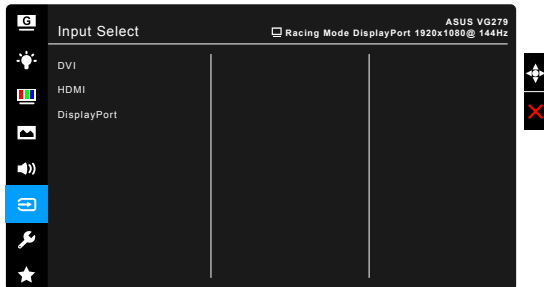 G
ASUS VG279
Input Select
Racing Mode DisplayPort 1920x1080@ 144Hz
DVI
HDMI
DisplayPort